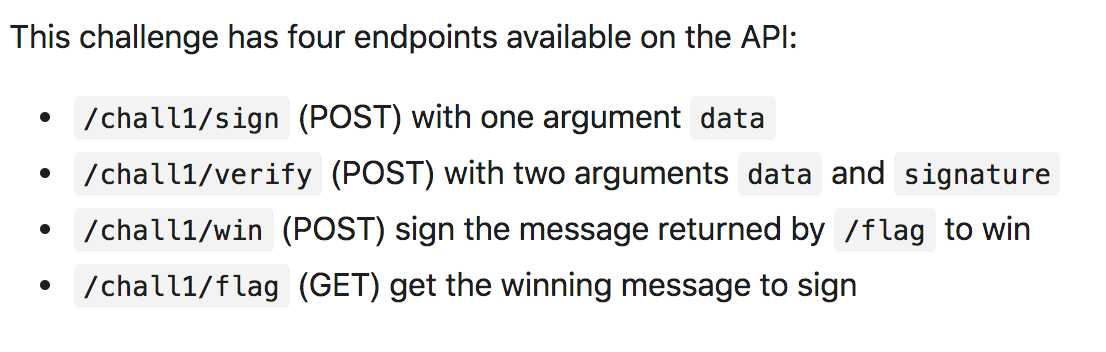 This challenge has four endpoints available on the API:
• /chall1/sign (POST) with one argument data
• /chall1/verify (POST) with two arguments data and signature
• /chall1/win (POST) sign the message returned by /flag to win
• /chall1/flag (GET) get the winning message to sign